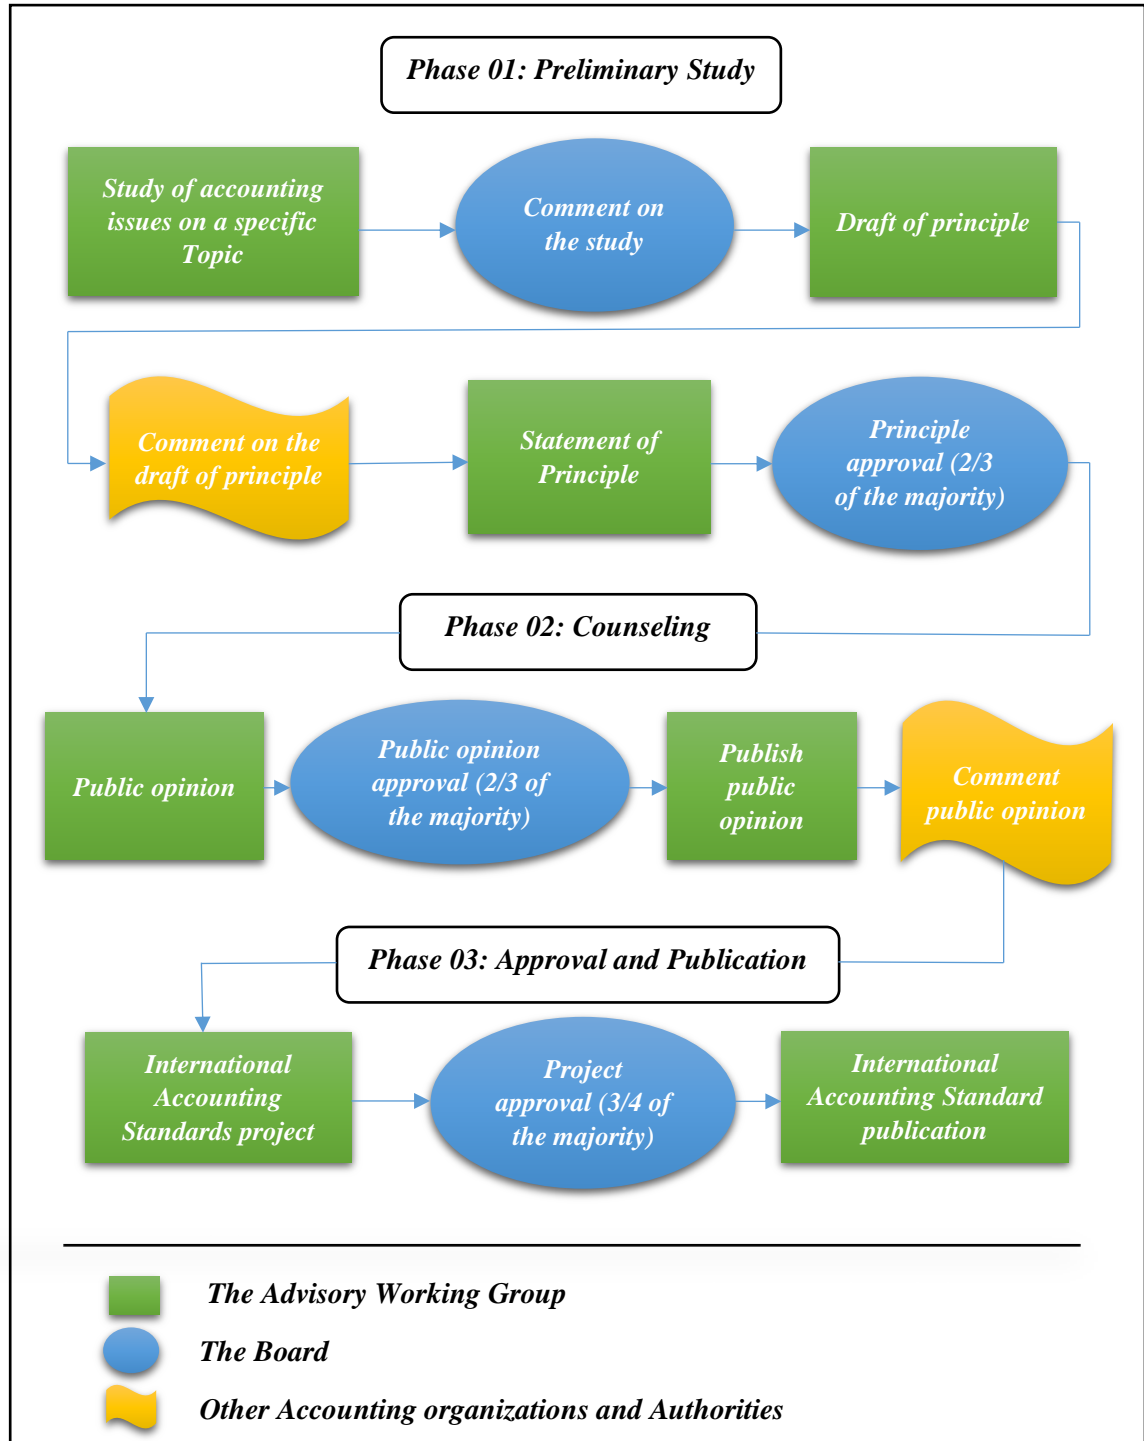 Phase 01: Preliminary Study
Study of accounting
issues on a specific
Topic
Comment on
the study
Draft of principle
Comment on the
draft of principle
Statement of
Principle
Principle
approval (2/3
of the majority)
Phase 02: Counseling
Public opinion
Public opinion
approval (2/3 of
the majority)
Publish
public
opinion
Comment
public opinion
Phase 03: Approval and Publication
International
Accounting
Standards project
Project
approval (3/4 of
the majority)
International
Accounting Standard
publication
The Advisory Working Group
The Board
Other Accounting organizations and Authorities